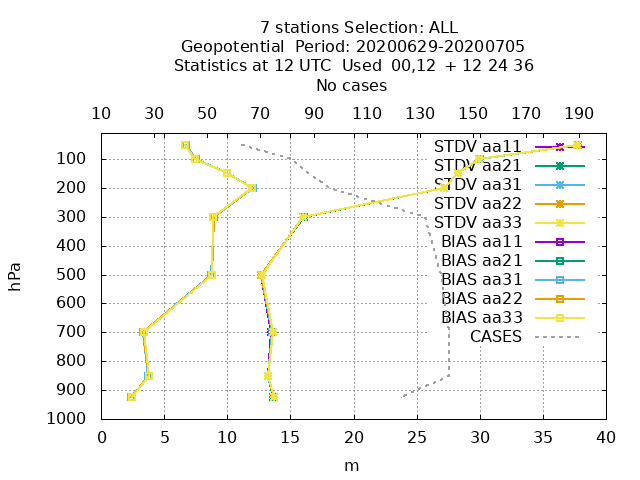 7 stations Selection: ALL
Geopotential  Period: 20200629-20200705
Statistics at 12 UTC  Used  00,12  + 12 24 36
No cases
10 30 50 70 90 110 130 150 170 190
STDV aa11
STDV aa21
STDV aa31
STDV aa22
STDV aa33
BIAS aa11
BIAS aa21
BIAS aa31
BIAS aa22
BIAS aa33
CASES
hPa
100
200
300
400
500
600
700
800
900
1000
0 5 10 15 20 25 30 35 40
m